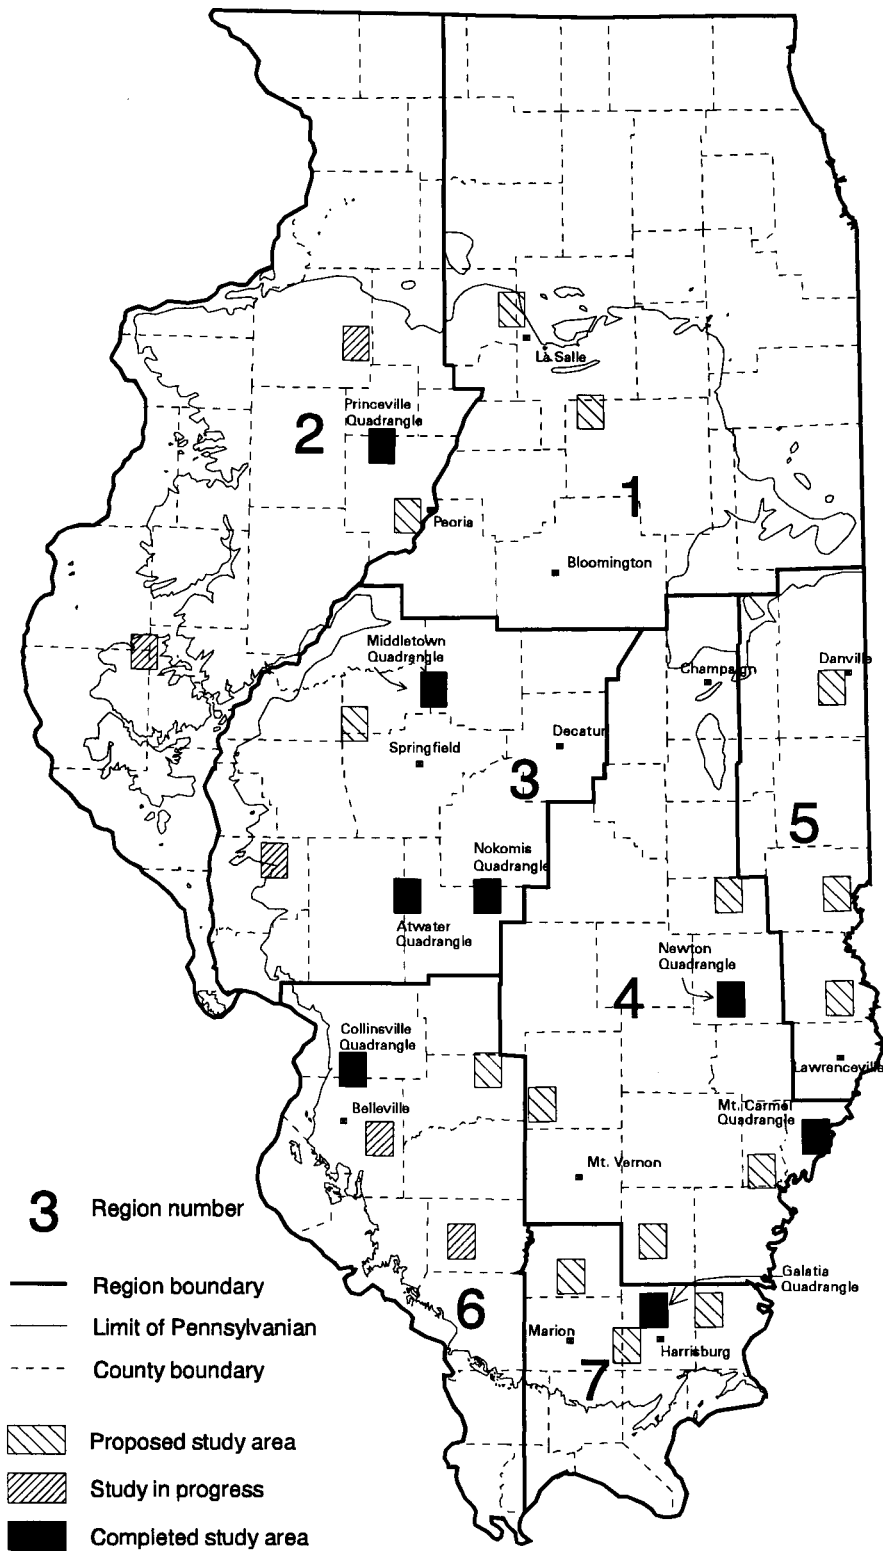 La Salle
Princeville
Quadrangle
2
1
Peoria
Bloomington
Middletown
Quadrangle
Champaign
Danville
Springfield
Decatur
3
5
Nokomis
Quadrangle
Atwater
Quadrangle
Newton
Quadrangle
4
Collinsville
Quadrangle
Lawrenceville
Belleville
Mt. Carmel
Quadrangle
Mt. Vernon
3 Region number
Galatia
Quadrangle
Region boundary
6
Limit of Pennsylvanian
Marion
Harrisburg
County boundary
7
Proposed study area
Study in progress
Completed study area